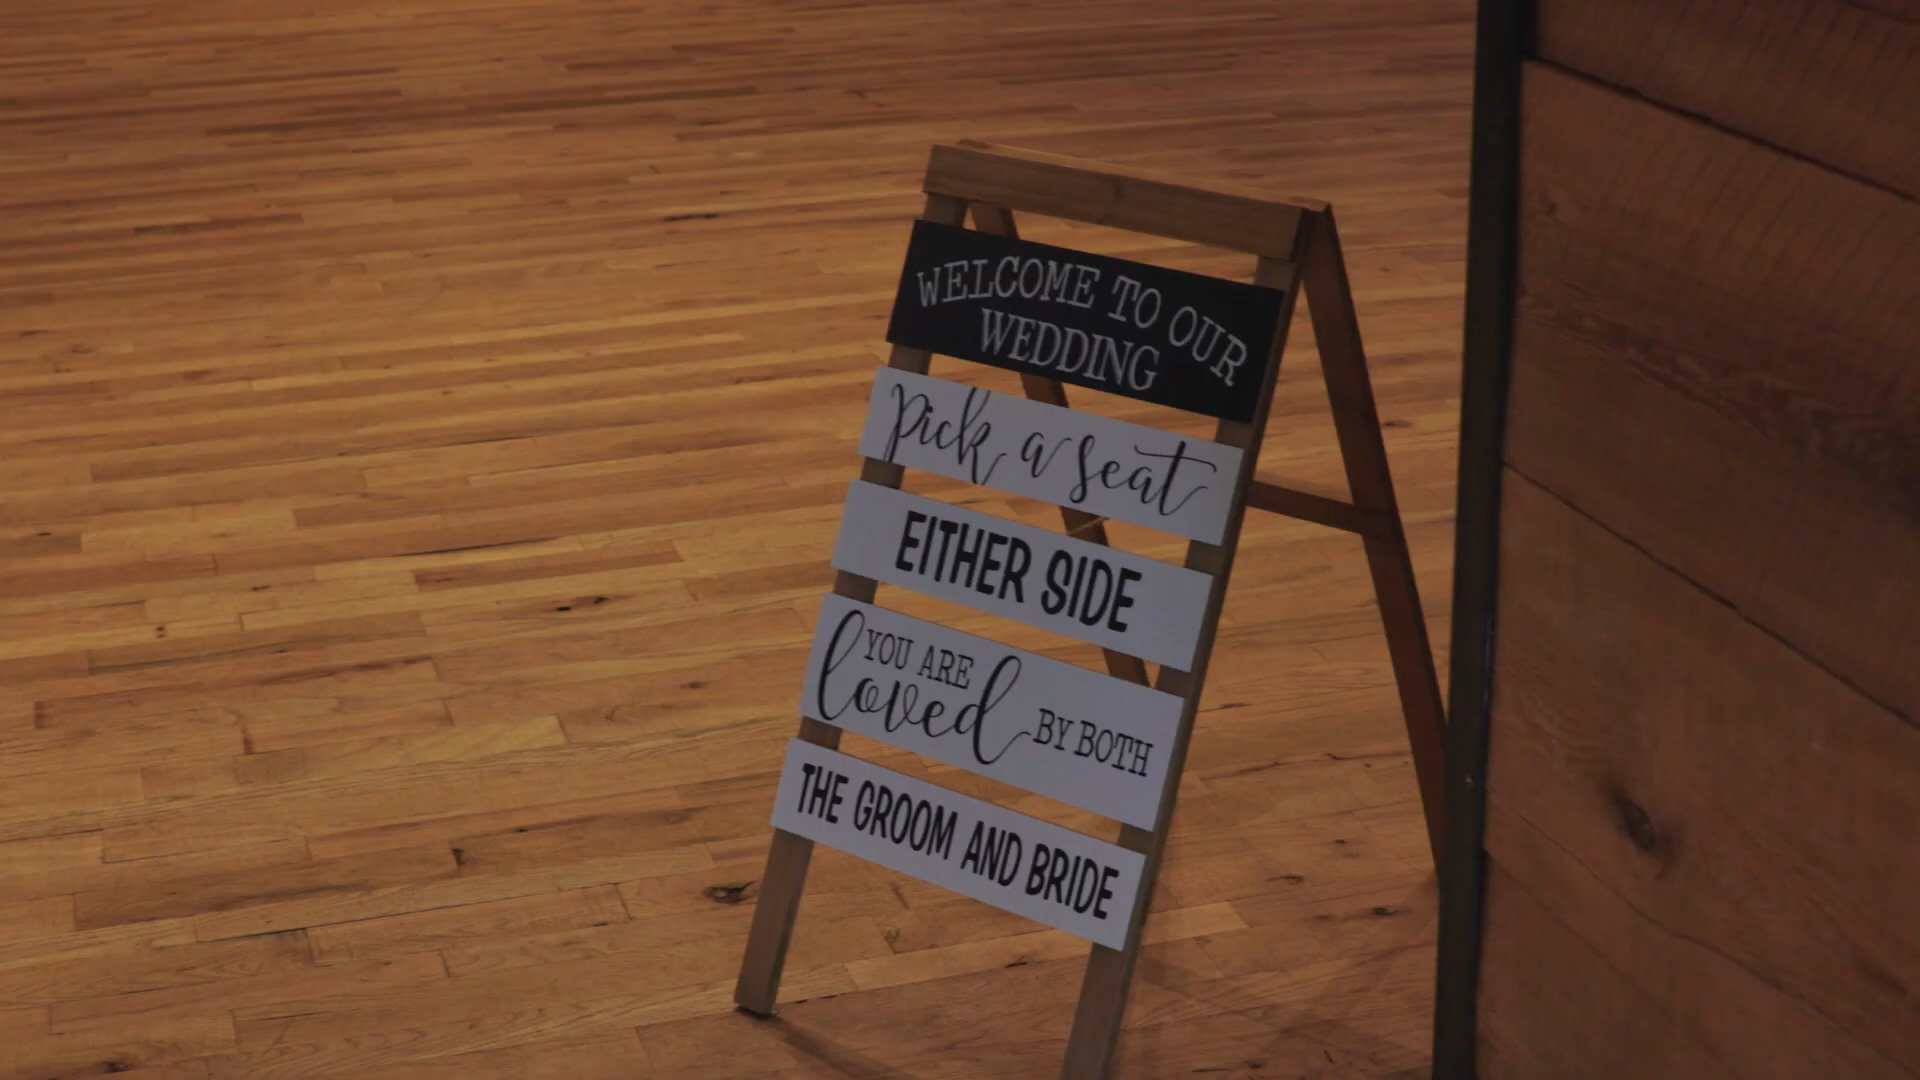 WELCOME TO OUR
WEDDING
Pick a seat
EITHER SIDE
YOU ARE
loved BY BOTH
THE GROOM AND BRIDE